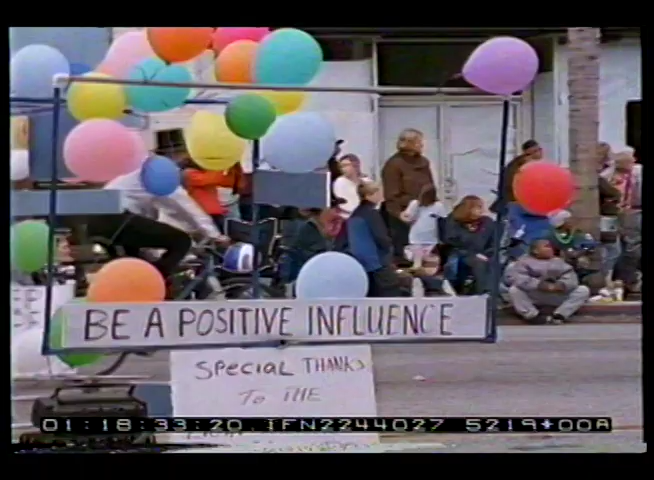 BE A POSITIVE INFLUENCE
SPECIAL THANKS
TO THE
01:18:33:20. IFN2244027 5219*00A